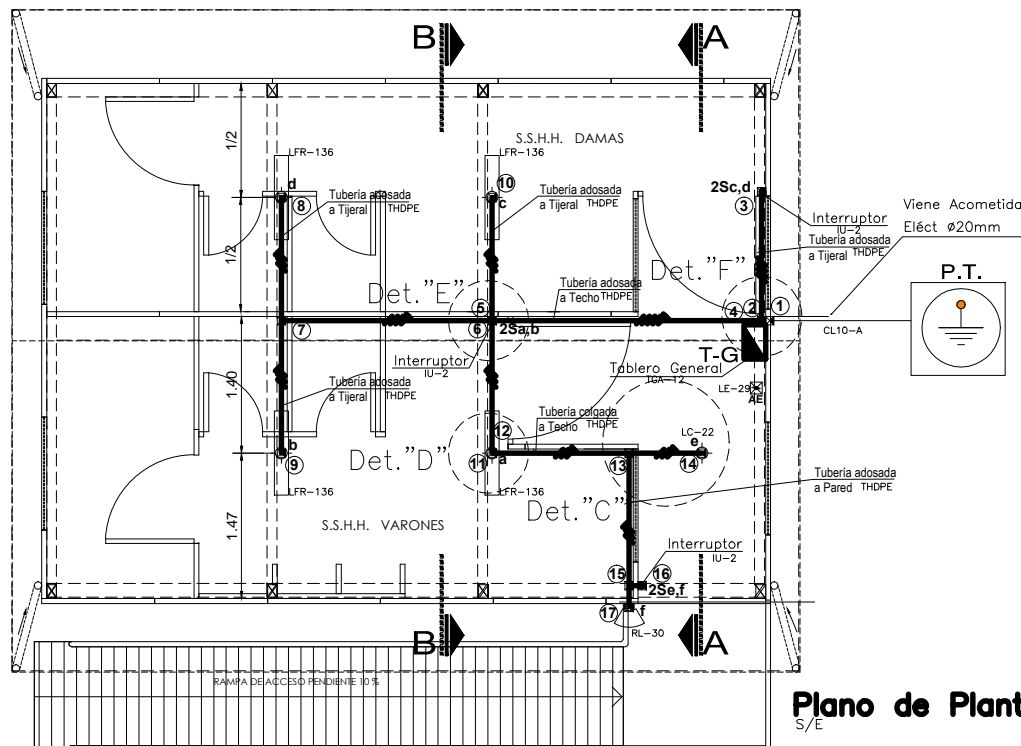 B
A
S.S.H.H. DAMAS
1/2
LFR-136
LFR-136
d
8
Tubería adosada
a Tijeral THDPE
10
c
Tubería adosada
a Tijeral THDPE
2Sc,d
3
Interruptor
IU-2
Tubería adosada
a Tijeral THDPE
Viene Acometida
Eléct ø20mm
P.T.
1/2
Det."E"
Tubería adosada
a Techo THDPE
Det."F"
5
4
2
1
7
6
2Sa,b
CL10-A
Interruptor
IU-2
T-G
Tablero General
TGA-12
LE-29
AE
1.40
Tubería adosada
a Tijeral THDPE
Tubería colgada
a Techo THDPE
12
LC-22
e
b
9
Det."D"
11
a
13
14
Tubería adosada
a Pared THDPE
LFR-136
LFR-136
Det."C"
1.47
S.S.H.H. VARONES
Interruptor
IU-2
15
16
2Se,f
17
f
RL-30
B
A
RAMPA DE ACCESO PENDIENTE 10 %
Plano de Plant
S/E